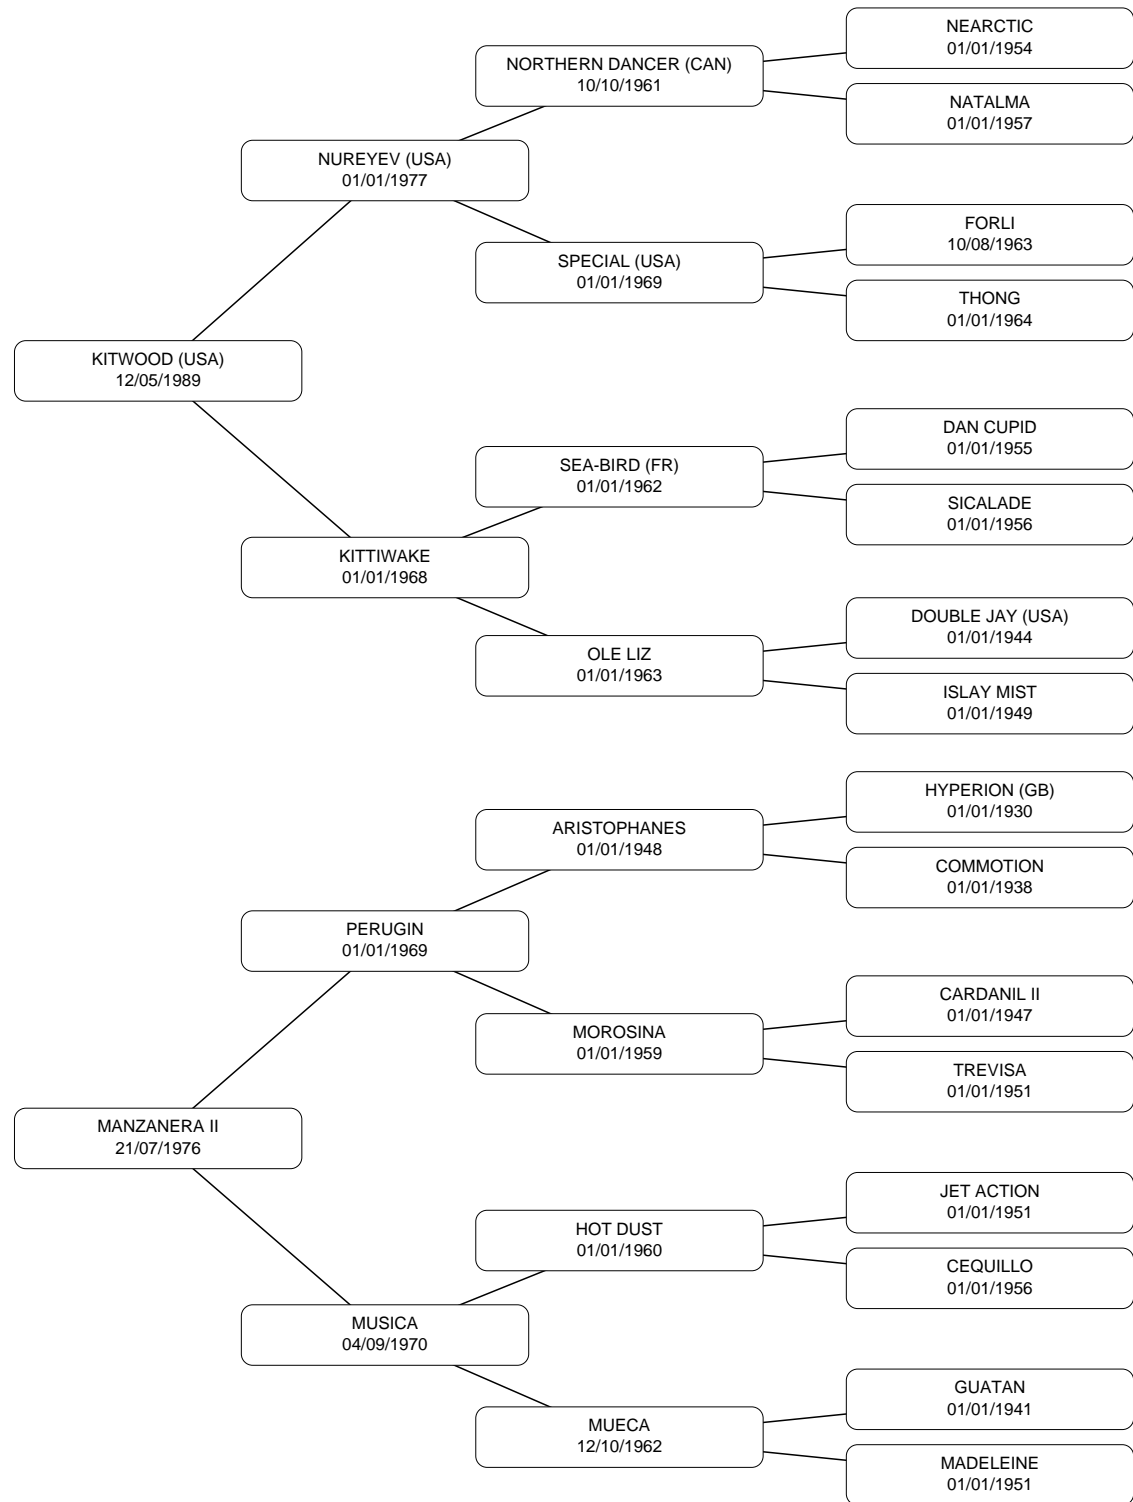 NEARCTIC
01/01/1954
NORTHERN DANCER (CAN)
10/10/1961
NATALMA
01/01/1957
NUREYEV (USA)
01/01/1977
FORLI
10/08/1963
SPECIAL (USA)
01/01/1969
THONG
01/01/1964
KITWOOD (USA)
12/05/1989
DAN CUPID
01/01/1955
SEA-BIRD (FR)
01/01/1962
SICALADE
01/01/1956
KITTIWAKE
01/01/1968
DOUBLE JAY (USA)
01/01/1944
OLE LIZ
01/01/1963
ISLAY MIST
01/01/1949
HYPERION (GB)
01/01/1930
ARISTOPHANES
01/01/1948
COMMOTION
01/01/1938
PERUGIN
01/01/1969
CARDANIL II
01/01/1947
MOROSINA
01/01/1959
TREVISA
01/01/1951
MANZANERA II
21/07/1976
JET ACTION
01/01/1951
HOT DUST
01/01/1960
CEQUILLO
01/01/1956
MUSICA
04/09/1970
GUATAN
01/01/1941
MUECA
12/10/1962
MADELEINE
01/01/1951